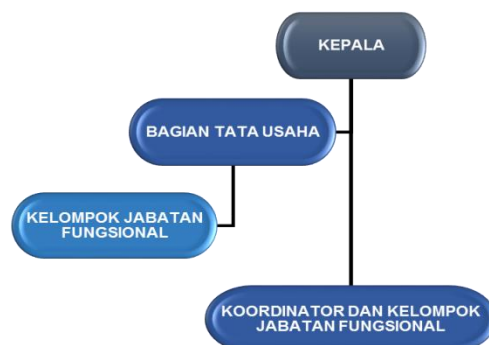 KEPALA
BAGIAN TATA USAHA
KELOMPOK JABATAN
FUNGSIONAL
KOORDINATOR DAN KELOMPOK
JABATAN FUNGSIONAL